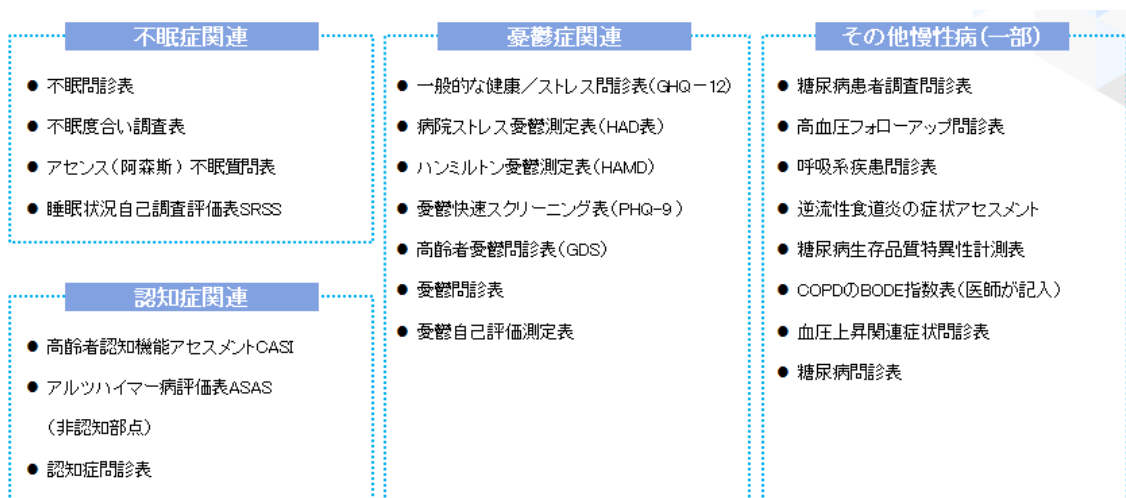 不眠症関連
● 不眠問診表
● 不眠度合い調査表
● アセンス(阿森斯) 不眠質問表
● 睡眠状況自己調査評価表SRSS
認知症関連
● 高齢者認知機能アセスメントCASI
● アルツハイマー病評価表ASAS
(非認知部点)
● 認知症問診表
憂鬱症関連
● 一般的な健康/ストレス問診表(GHQ-12)
● 病院ストレス憂鬱測定表(HAD表)
● ハンミルトン憂鬱測定表(HAMD)
● 憂鬱快速スクリーニング表(PHQ-9)
● 高齢者憂鬱問診表(GDS)
● 憂鬱問診表
● 憂鬱自己評価測定表
その他慢性病(一部)
● 糖尿病患者調査問診表
● 高血圧フォローアップ問診表
● 呼吸系疾患問診表
● 逆流性食道炎の症状アセスメント
● 糖尿病生存品質特異性計測表
● COPDのBODE指数表(医師が記入)
● 血圧上昇関連症状問診表
● 糖尿病問診表